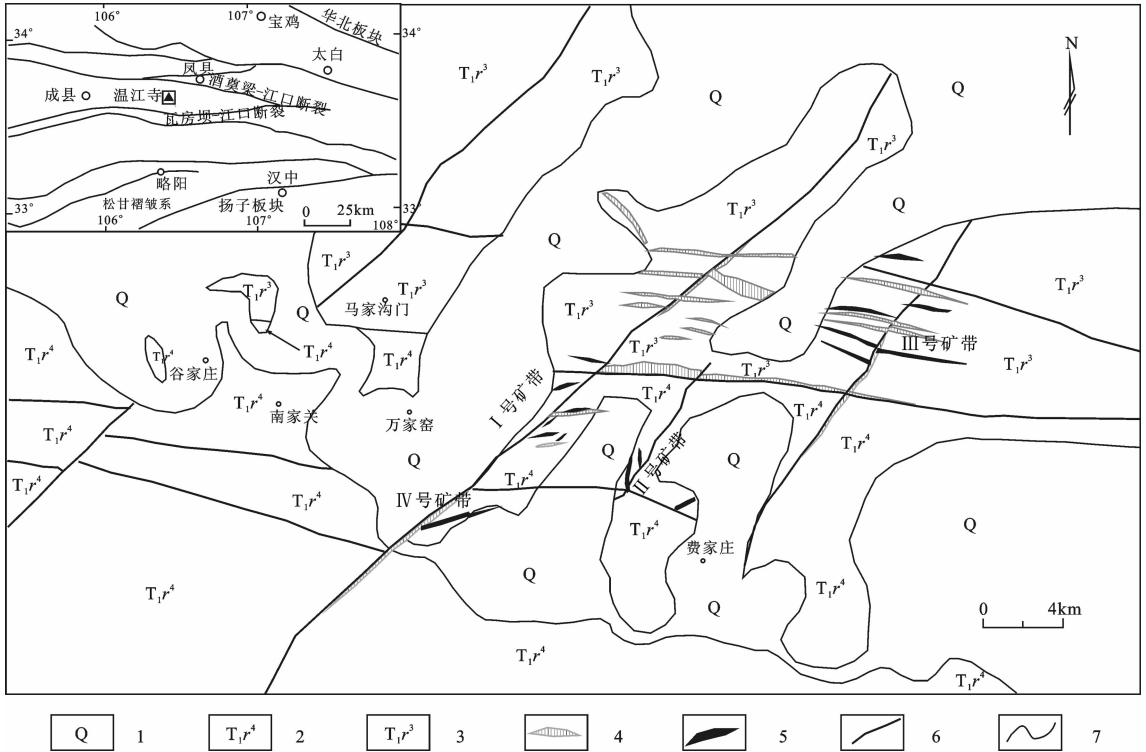 106°
107°
宝鸡
华北板块
34°
34°
太白
凤县
酒奠梁-江口断裂
成县
温江寺
瓦房坝-江口断裂
略阳
汉中
松甘褶皱系
扬子板块
33°
33°
106°
107°
0 25km
108°
N
T₁r³
T₁r³
Q
Q
T₁r³
T₁r³
Q
Q
T₁r³
T₁r³
T₁r³
Q
T₁r³
Q
马家沟门
T₁r³
T₁r³
Q
T₁r⁴
T₁r⁴
T₁r⁴
谷家庄
T₁r⁴
T₁r³
III号矿带
T₁r³
T₁r³
I号矿带
T₁r⁴
南家关
万家窑
T₁r⁴
T₁r⁴
T₁r⁴
T₁r⁴
Q
Q
Q
II号矿带
T₁r⁴
T₁r⁴
T₁r⁴
IV号矿带
Q
T₁r⁴
费家庄
Q
T₁r⁴
T₁r⁴
Q
0 4km
T₁r⁴
T₁r⁴
Q 1
T₁r⁴ 2
T₁r³ 3
4
5
6
7